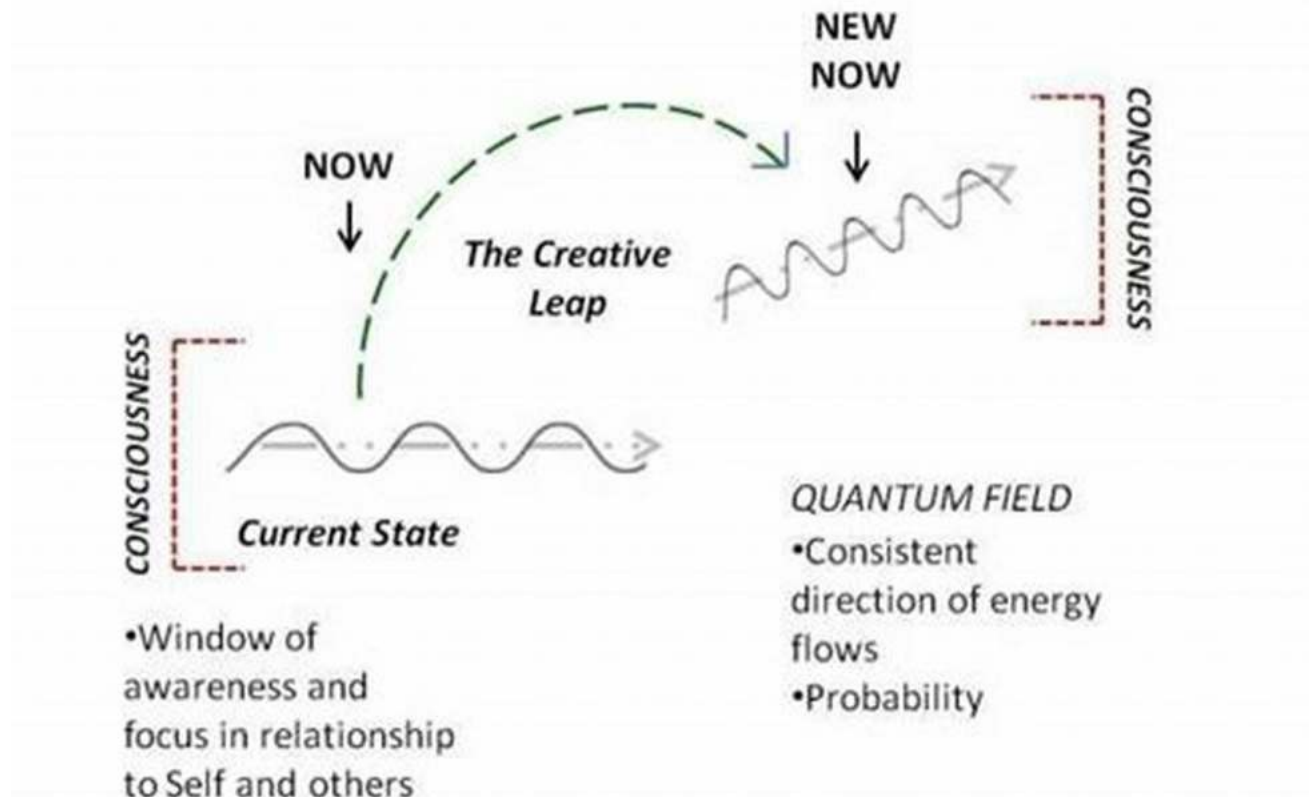 NEW
NOW
NOW
CONSCIOUSNESS
The Creative
Leap
CONSCIOUSNESS
Current State
QUANTUM FIELD
•Consistent
direction of energy
flows
•Probability
•Window of
awareness and
focus in relationship
to Self and others